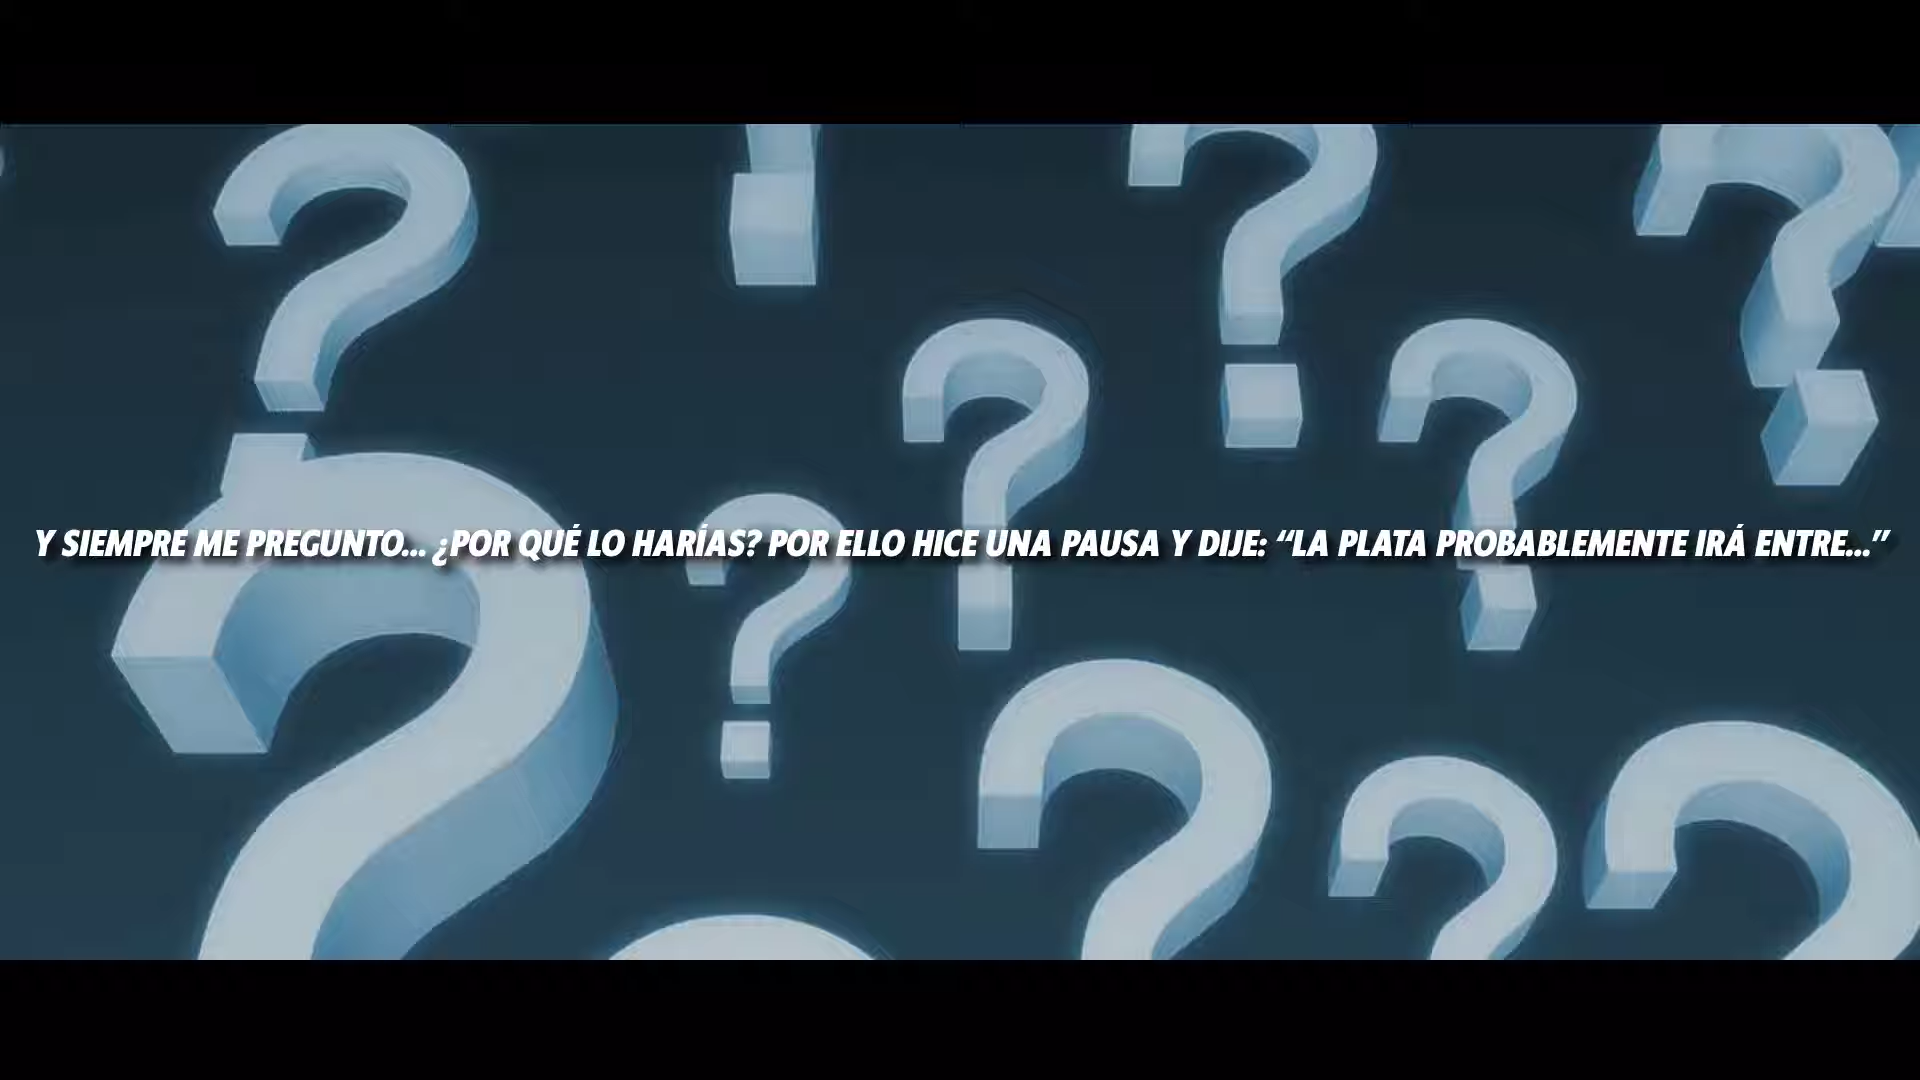 Y SIEMPRE ME PREGUNTO... ¿POR QUÉ LO HARÍAS? POR ELLO HICE UNA PAUSA Y DIJE: “LA PLATA PROBABLEMENTE IRÁ ENTRE...”